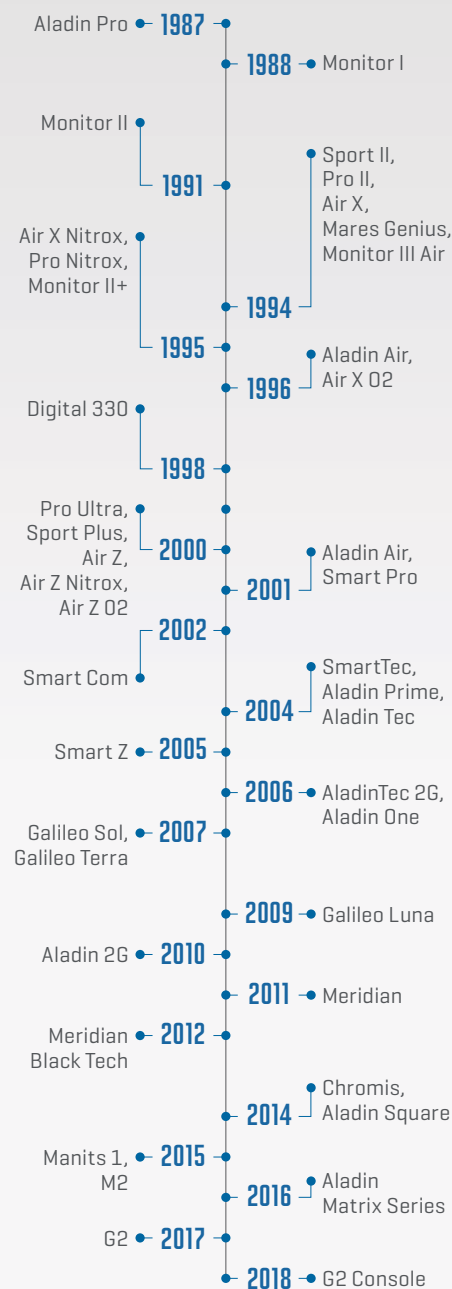 Aladin Pro
1987
1988
Monitor I
Monitor II
1991
Sport II,
Pro II,
Air X,
Mares Genius,
Monitor III Air
1994
Air X Nitrox,
Pro Nitrox,
Monitor II+
1995
Aladin Air,
Air X O2
1996
Digital 330
1998
Pro Ultra,
Sport Plus,
Air Z,
Air Z Nitrox,
Air Z O2
2000
Aladin Air,
Smart Pro
2001
2002
Smart Com
SmartTec,
Aladin Prime,
Aladin Tec
2004
Smart Z
2005
2006
AladinTec 2G,
Aladin One
Galileo Sol,
Galileo Terra
2007
2009
Galileo Luna
Aladin 2G
2010
2011
Meridian
Meridian
Black Tech
2012
Chromis,
Aladin Square
2014
Manits 1,
M2
2015
Aladin
Matrix Series
2016
G2
2017
2018
G2 Console